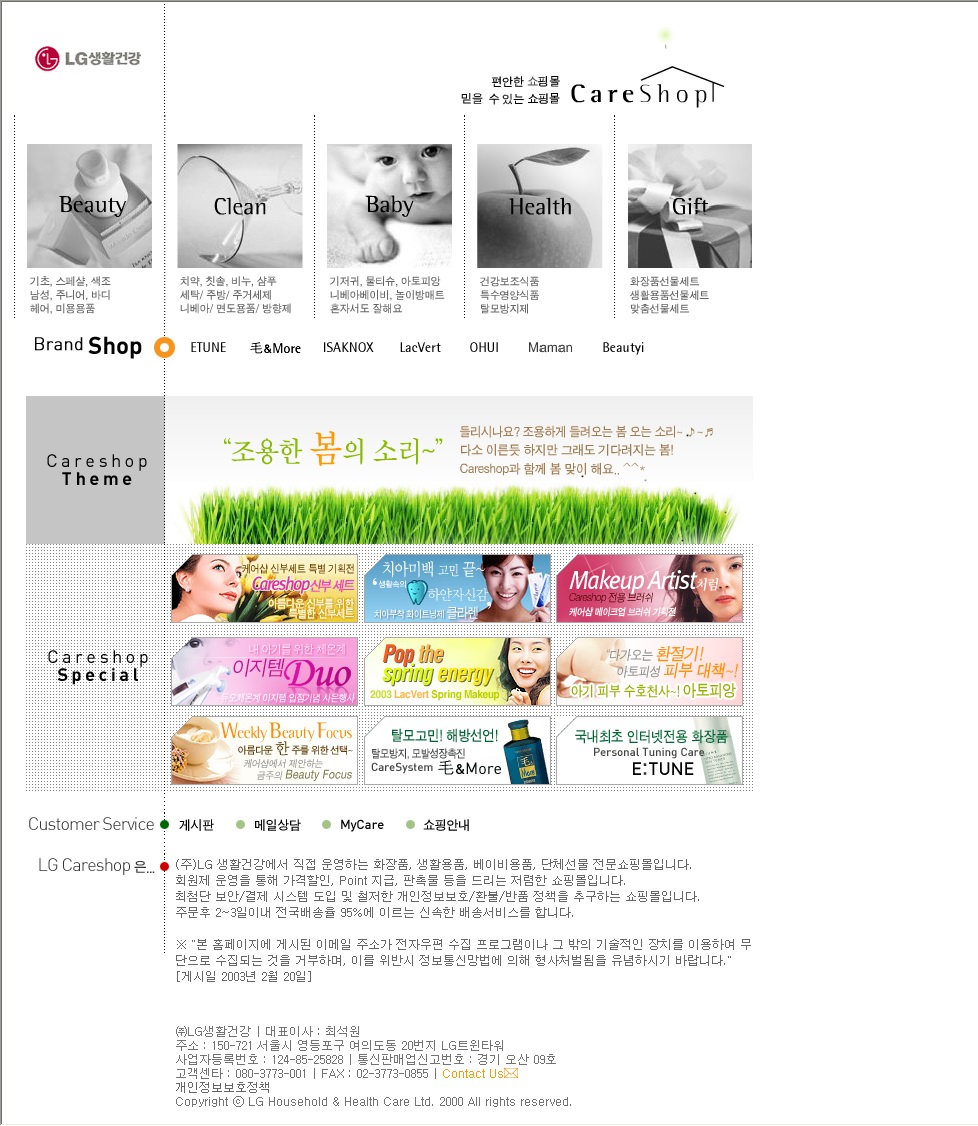 LG생활건강
편안한 쇼핑몰
믿을 수 있는 쇼핑몰
CareShop
Beauty
Clean
Baby
Health
Gift
기초, 스페샬, 색조
남성, 주니어, 바디
헤어, 미용용품
치약, 칫솔, 비누, 샴푸
세탁/ 주방/ 주거세제
니베아/ 면도용품/ 방향제
기저귀, 물티슈, 아토피앙
니베아베이비, 놀이방매트
혼자서도 잘해요
건강보조식품
특수영양식품
탈모방지제
화장품선물세트
생활용품선물세트
맞춤선물세트
Brand Shop
ETUNE
毛&More
ISAKNOX
LacVert
OHUI
Maman
Beautyi
Careshop
Theme
“조용한 봄의 소리~”
들리시나요? 조용하게 들려오는 봄 오는 소리~ ♪~♬
다소 이른듯 하지만 그래도 기다려지는 봄!
Careshop과 함께 봄 맞이 해요.. ^^*
Careshop
Special
케어샵 신부세트 특별 기획전
Careshop신부 세트
아름다운 신부를 위한
특별한 신부세트
치아미백 고민 끝~
생활속의
하얀자신감
치아부착 화이트닝제 클라렌
Makeup Artist처럼
Careshop 전용 브러쉬
케어샵 메이크업 브러쉬 기획전
내 아기를 위한 체온계
이지템Duo
듀오체온계 이지템 입점기념 사은행사
Pop the
spring energy
2003 LacVert Spring Makeup
다가오는 환절기!
아토피성 피부 대책~!
아기 피부 수호천사~! 아토피앙
Weekly Beauty Focus
아름다운 한 주를 위한 선택~
케어샵에서 제안하는
금주의 Beauty Focus
탈모고민! 해방선언!
탈모방지, 모발성장촉진
CareSystem 毛&More
국내최초 인터넷전용 화장품
Personal Tuning Care
E:TUNE
Customer Service
게시판
메일상담
MyCare
쇼핑안내
LG Careshop 은...
(주)LG 생활건강에서 직접 운영하는 화장품, 생활용품, 베이비용품, 단체선물 전문쇼핑몰입니다.
회원제 운영을 통해 가격할인, Point 지급, 판촉물 등을 드리는 저렴한 쇼핑몰입니다.
최첨단 보안/결제 시스템 도입 및 철저한 개인정보보호/환불/반품 정책을 추구하는 쇼핑몰입니다.
주문후 2~3일이내 전국배송율 95%에 이르는 신속한 배송서비스를 합니다.
※ "본 홈페이지에 게시된 이메일 주소가 전자우편 수집 프로그램이나 그 밖의 기술적인 장치를 이용하여 무
단으로 수집되는 것을 거부하며, 이를 위반시 정보통신망법에 의해 형사처벌됨을 유념하시기 바랍니다."
[게시일 2003년 2월 20일]
㈜LG생활건강 | 대표이사 : 최석원
주소 : 150-721 서울시 영등포구 여의도동 20번지 LG트윈타워
사업자등록번호 : 124-85-25828 | 통신판매업신고번호 : 경기 오산 09호
고객센타 : 080-3773-001 | FAX : 02-3773-0855 | Contact Us
개인정보보호정책
Copyright ⓒ LG Household & Health Care Ltd. 2000 All rights reserved.